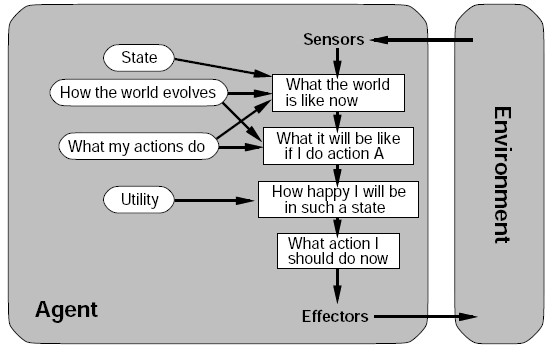 Sensors
State
What the world
is like now
How the world evolves
What my actions do
What it will be like
if I do action A
Utility
How happy I will be
in such a state
What action I
should do now
Agent
Effectors
Environment